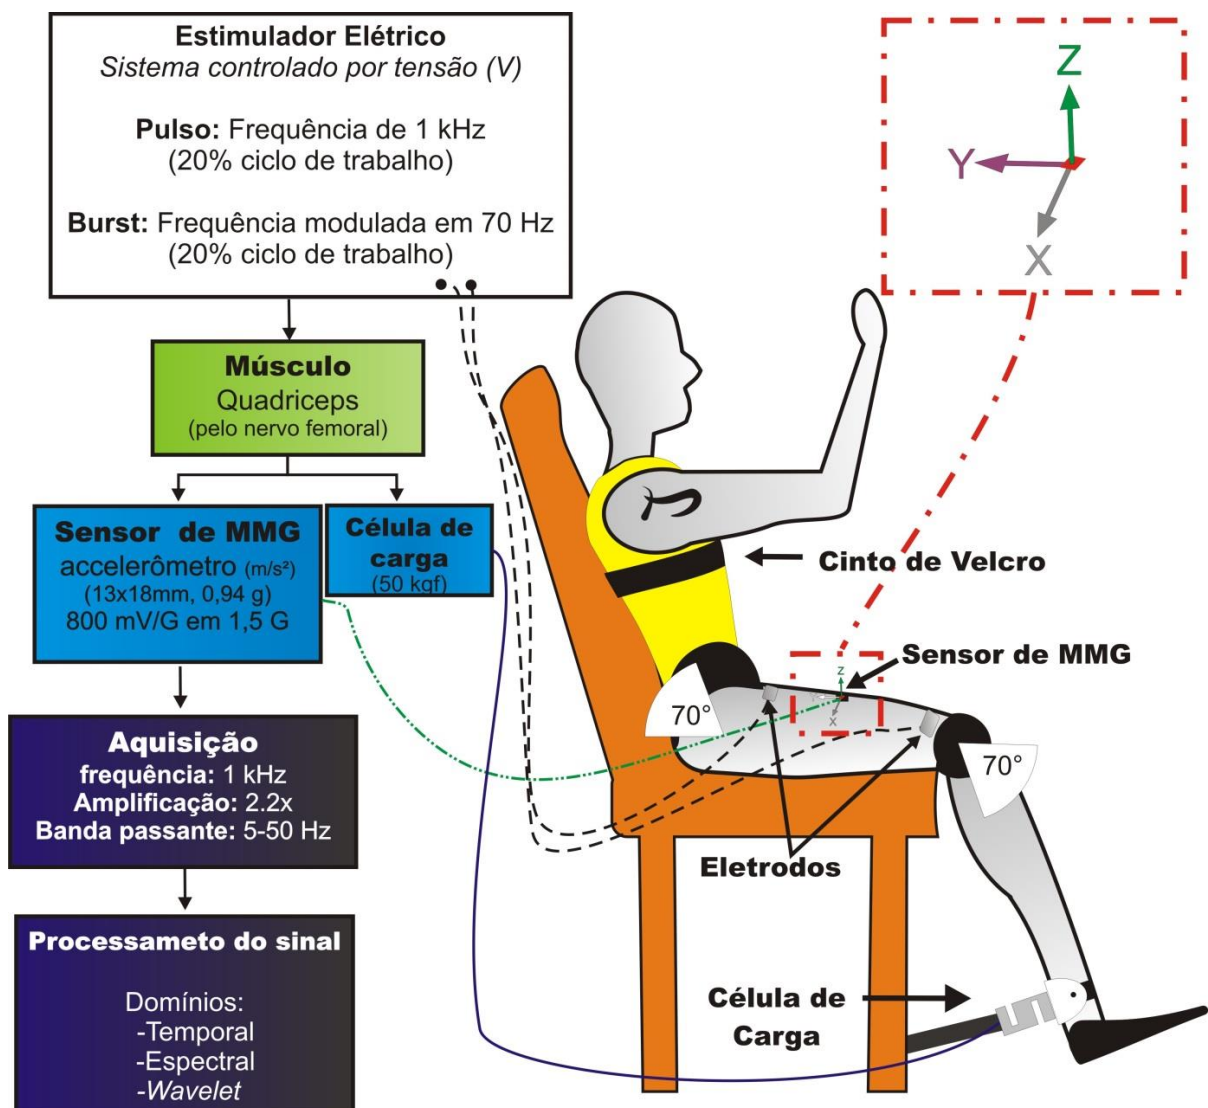 Estimulador Elétrico
Sistema controlado por tensão (V)
Pulso: Frequência de 1 kHz
(20% ciclo de trabalho)
Burst: Frequência modulada em 70 Hz
(20% ciclo de trabalho)
Músculo
Quadriceps
(pelo nervo femoral)
Sensor de MMG
accelerômetro (m/s²)
(13x18mm, 0,94 g)
800 mV/G em 1,5 G
Célula de
carga
(50 kgf)
Aquisição
frequência: 1 kHz
Amplificação: 2.2x
Banda passante: 5-50 Hz
Processameto do sinal
Domínios:
-Temporal
-Espectral
-Wavelet
Z
Y
X
Cinto de Velcro
Sensor de MMG
Z
X
70°
70°
Eletrodos
Célula de
Carga